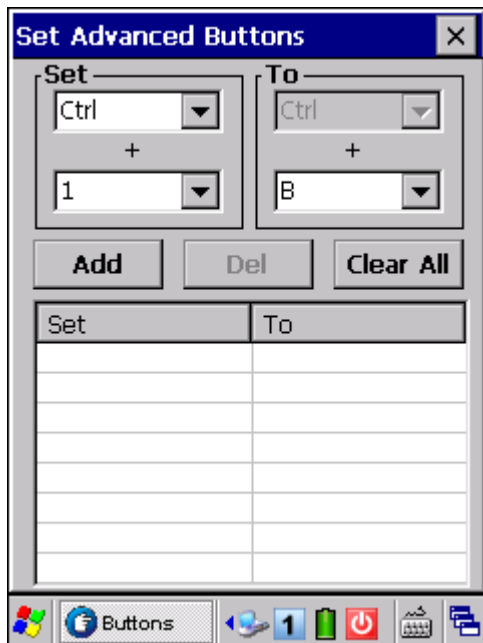 Set Advanced Buttons
Set To
Ctrl Ctrl
+ +
1 B
Add Del Clear All
Set To
Buttons 1